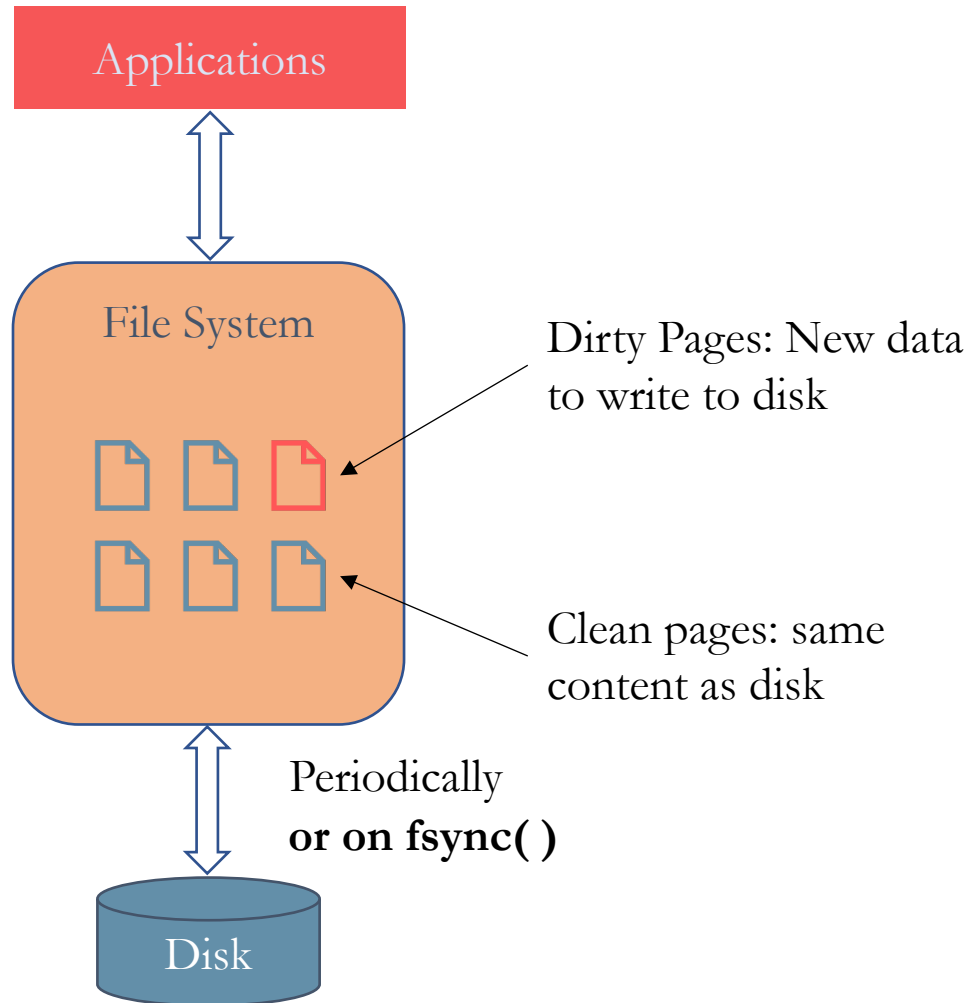 Applications
File System
Dirty Pages: New data
to write to disk
Clean pages: same
content as disk
Periodically
or on fsync( )
Disk